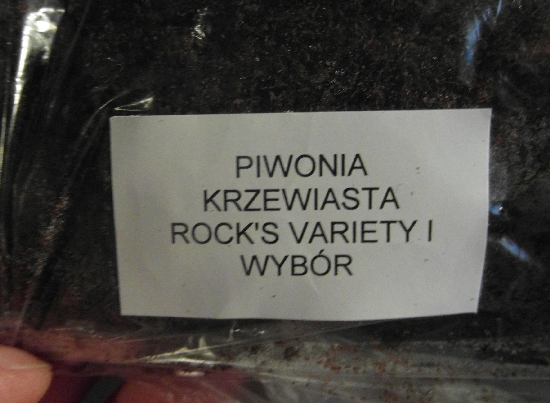 PIWONIA
KRZEWIASTA
ROCK'S VARIETY I
WYBÓR